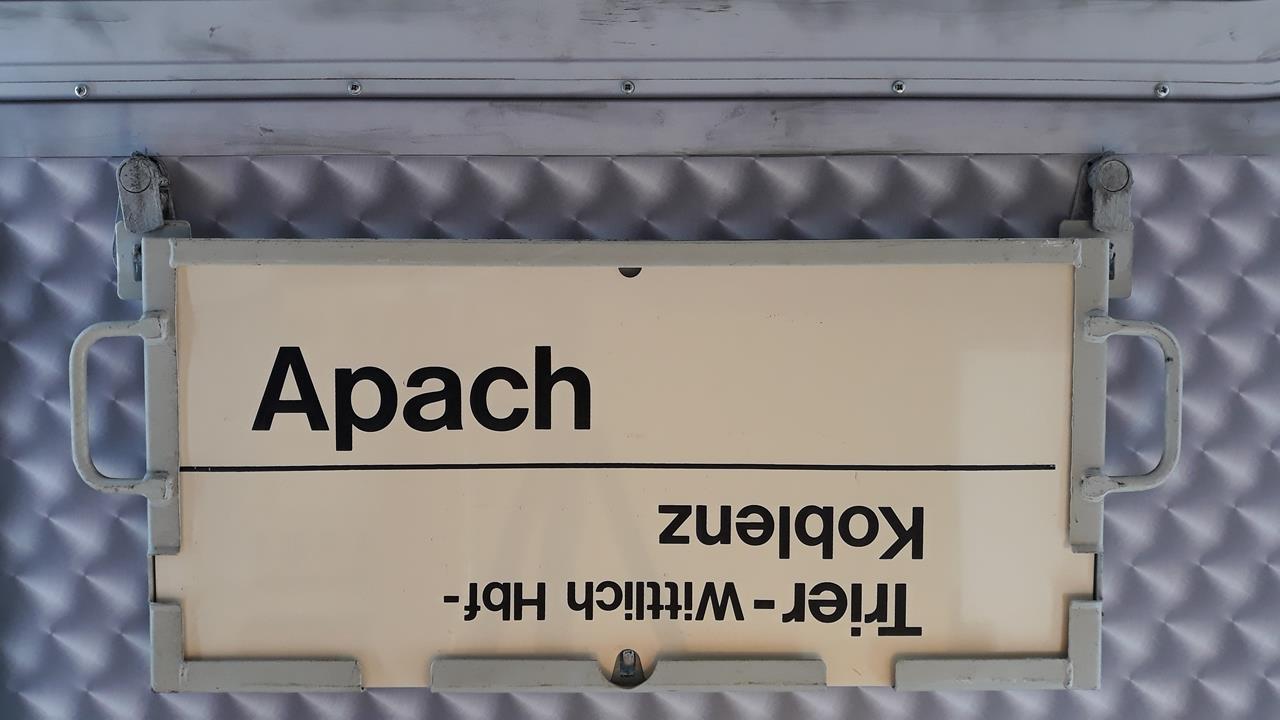 Apach
Trier-Wittlich Hbf-
Koblenz